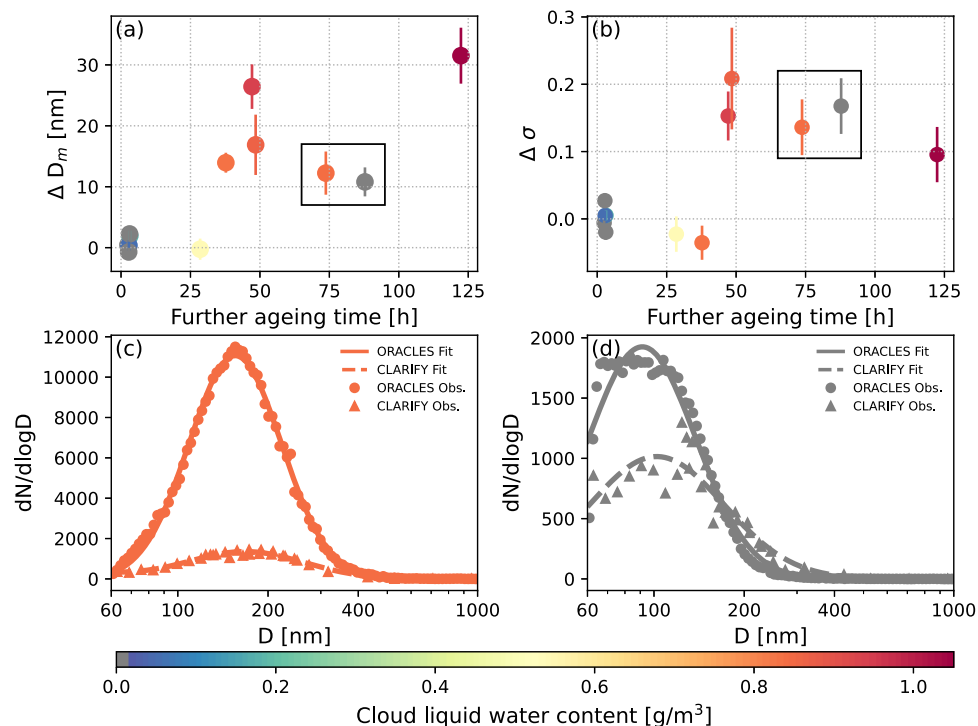 (a)
Δ D_m [nm]
30
20
10
0
0 25 50 75 100 125
Further ageing time [h]
(b)
Δ σ
0.3
0.2
0.1
0.0
0 25 50 75 100 125
Further ageing time [h]
(c)
dN/dlogD
12000
10000
8000
6000
4000
2000
0
ORACLES Fit
CLARIFY Fit
ORACLES Obs.
CLARIFY Obs.
60 100 200 400 1000
D [nm]
(d)
dN/dlogD
2000
1500
1000
500
0
ORACLES Fit
CLARIFY Fit
ORACLES Obs.
CLARIFY Obs.
60 100 200 400 1000
D [nm]
0.0 0.2 0.4 0.6 0.8 1.0
Cloud liquid water content [g/m³]